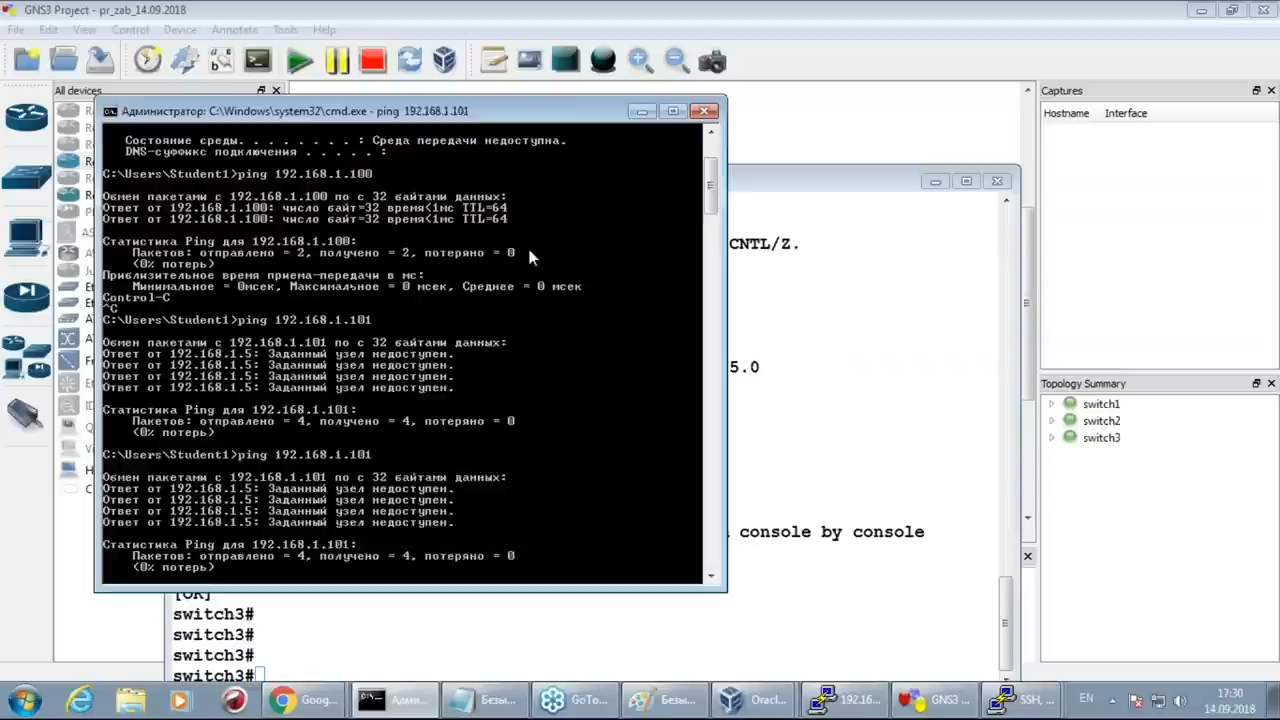 GNS3 Project - pr_zab_14.09.2018
File Edit View Control Device Annotate Tools Help
All devices
Администратор: C:\Windows\system32\cmd.exe - ping 192.168.1.101
Состояние среды. . . . . . . . : Среда передачи недоступна.
DNS-суффикс подключения . . . . . :
C:\Users\Student1>ping 192.168.1.100
Обмен пакетами с 192.168.1.100 по с 32 байтами данных:
Ответ от 192.168.1.100: число байт=32 время<1мс TTL=64
Ответ от 192.168.1.100: число байт=32 время<1мс TTL=64
Статистика Ping для 192.168.1.100:
Пакетов: отправлено = 2, получено = 2, потеряно = 0
(0% потерь)
Приблизительное время приема-передачи в мс:
Минимальное = 0мсек, Максимальное = 0 мсек, Среднее = 0 мсек
Control-C
^C
C:\Users\Student1>ping 192.168.1.101
Обмен пакетами с 192.168.1.101 по с 32 байтами данных:
Ответ от 192.168.1.5: Заданный узел недоступен.
Ответ от 192.168.1.5: Заданный узел недоступен.
Ответ от 192.168.1.5: Заданный узел недоступен.
Ответ от 192.168.1.5: Заданный узел недоступен.
Статистика Ping для 192.168.1.101:
Пакетов: отправлено = 4, получено = 4, потеряно = 0
(0% потерь)
C:\Users\Student1>ping 192.168.1.101
Обмен пакетами с 192.168.1.101 по с 32 байтами данных:
Ответ от 192.168.1.5: Заданный узел недоступен.
Ответ от 192.168.1.5: Заданный узел недоступен.
Ответ от 192.168.1.5: Заданный узел недоступен.
Ответ от 192.168.1.5: Заданный узел недоступен.
Статистика Ping для 192.168.1.101:
Пакетов: отправлено = 4, получено = 4, потеряно = 0
(0% потерь)
CNTL/Z.
5.0
console by console
[OK]
switch3#
switch3#
switch3#
switch3#
Captures
Hostname Interface
Topology Summary
switch1
switch2
switch3
Goog...
Адми...
Безы...
GoTo...
Безы...
Oracl...
192.16...
GNS3 ...
SSH, ...
EN
17:30
14.09.2018